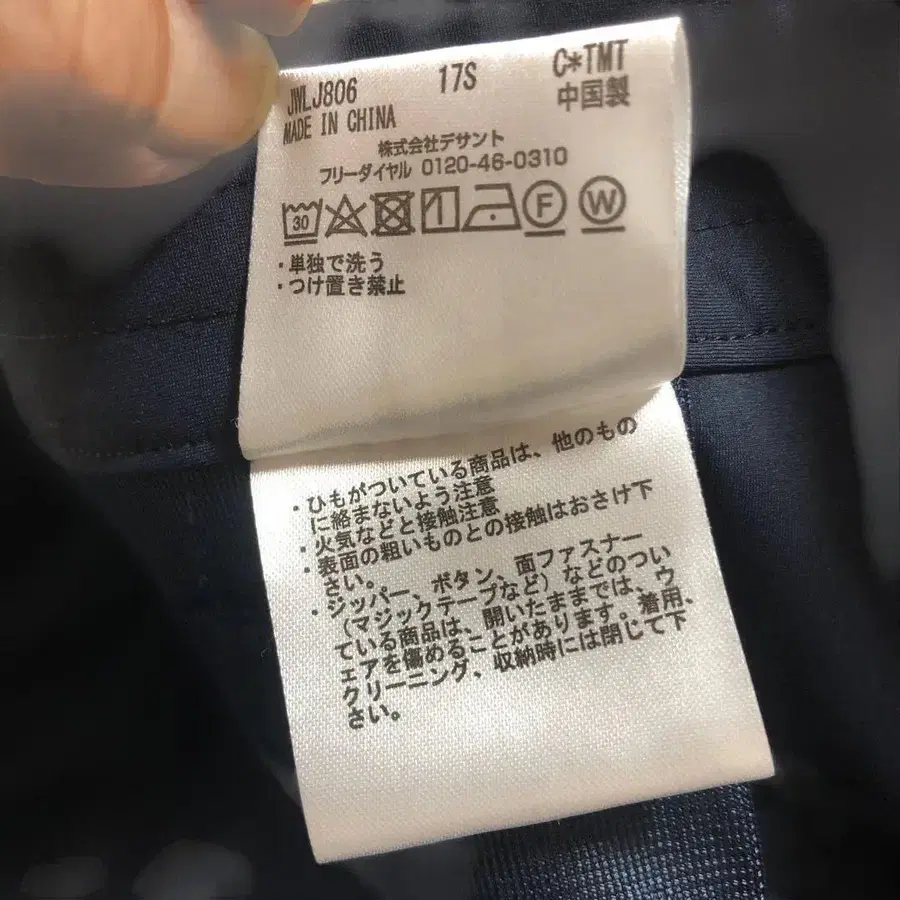 JWLJ806 17S C*TMT
MADE IN CHINA 中国製
株式会社デサント
フリーダイヤル 0120-46-0310
30 F W
・単独で洗う
・つけ置き禁止
・ひもがついている商品は、他のもの
に絡まないよう注意
・火気などと接触注意
・表面の粗いものとの接触はおさけ下
さい。
・ジッパー、ボタン、面ファスナー
(マジックテープなど)などのつい
ている商品は、開いたままでは、ウ
ェアを傷めることがあります。着用、
クリーニング、収納時には閉じて下
さい。